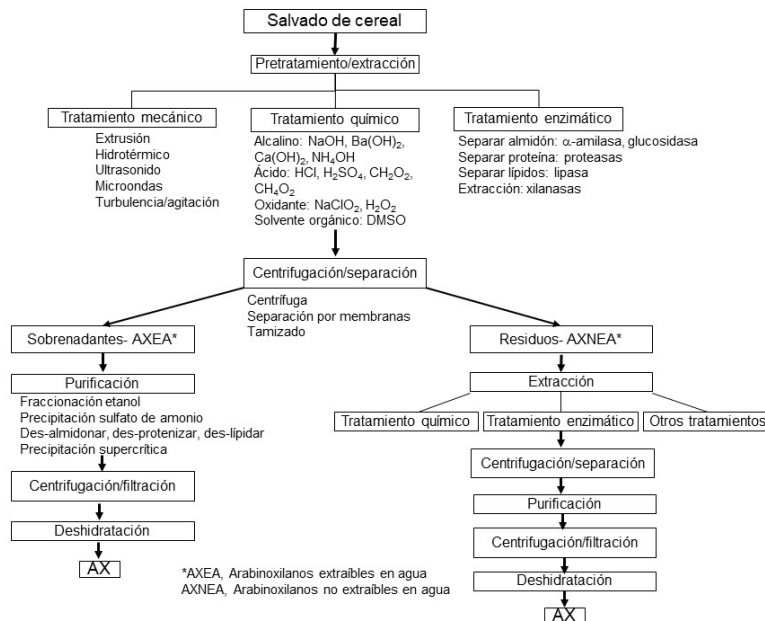 Salvado de cereal
Pretratamiento/extracción
Tratamiento mecánico
Extrusión
Hidrotérmico
Ultrasonido
Microondas
Turbulencia/agitación
Tratamiento químico
Alcalino: NaOH, Ba(OH)₂,
Ca(OH)₂, NH₄OH
Ácido: HCl, H₂SO₄, CH₂O₂,
CH₄O₂
Oxidante: NaClO₂, H₂O₂
Solvente orgánico: DMSO
Tratamiento enzimático
Separar almidón: α-amilasa, glucosidasa
Separar proteína: proteasas
Separar lípidos: lipasa
Extracción: xilanasas
Centrifugación/separación
Centrífuga
Separación por membranas
Tamizado
Sobrenadantes- AXEA*
Purificación
Fraccionación etanol
Precipitación sulfato de amonio
Des-almidonar, des-protenizar, des-lípidar
Precipitación supercrítica
Centrifugación/filtración
Deshidratación
AX
Residuos- AXNEA*
Extracción
Tratamiento químico
Tratamiento enzimático
Otros tratamientos
Centrifugación/separación
Purificación
Centrifugación/filtración
Deshidratación
AX
*AXEA, Arabinoxilanos extraíbles en agua
AXNEA, Arabinoxilanos no extraíbles en agua